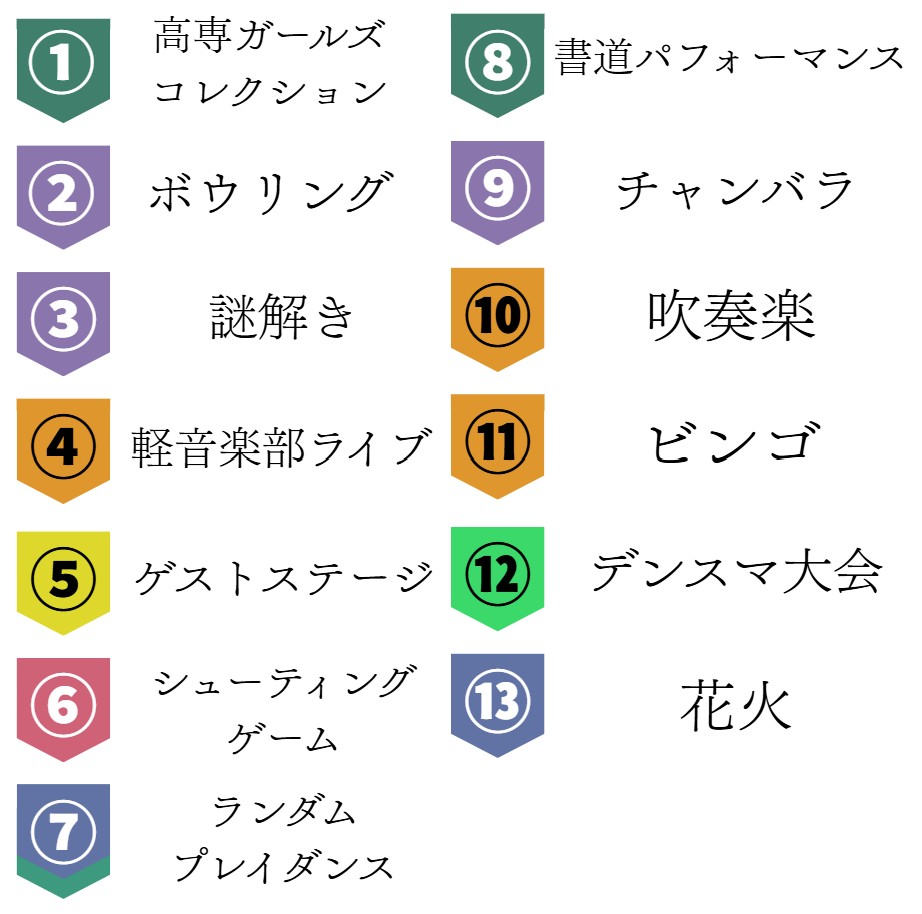 ① 高専ガールズ
コレクション
② ボウリング
③ 謎解き
④ 軽音楽部ライブ
⑤ ゲストステージ
⑥ シューティング
ゲーム
⑦ ランダム
プレイダンス
⑧ 書道パフォーマンス
⑨ チャンバラ
⑩ 吹奏楽
⑪ ビンゴ
⑫ デンスマ大会
⑬ 花火